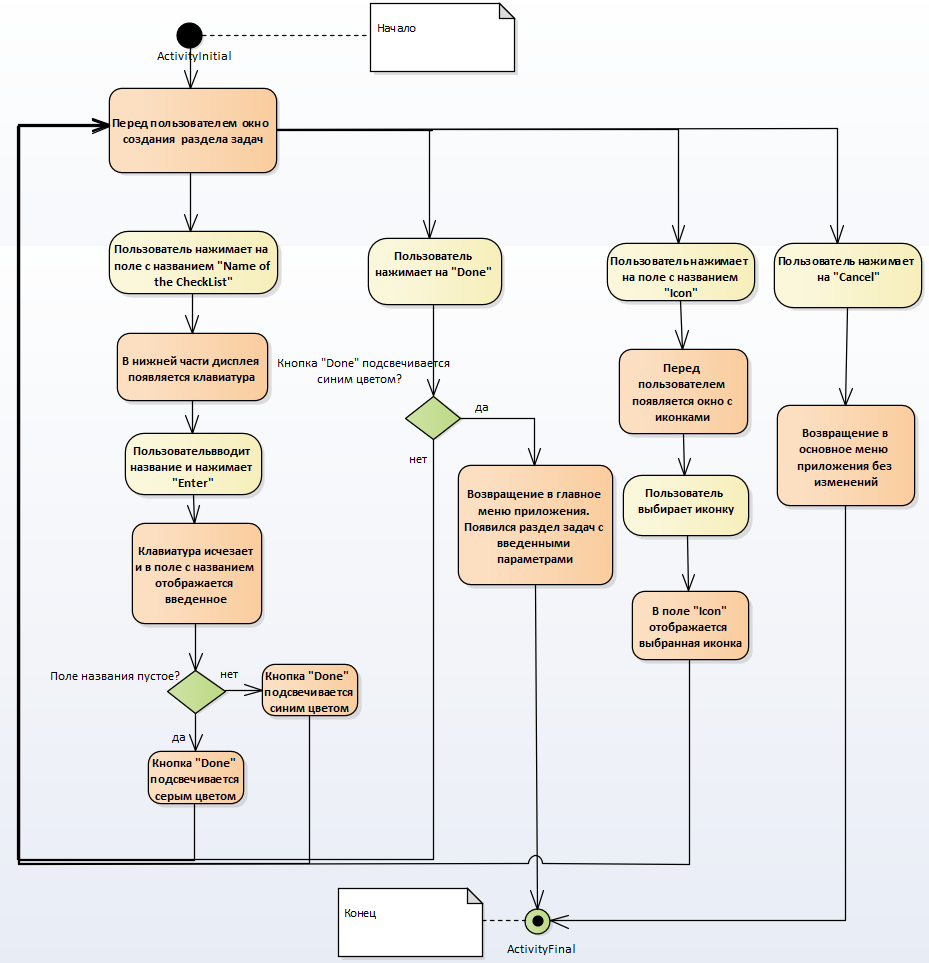 Начало
ActivityInitial
Перед пользователем окно
создания раздела задач
Пользователь нажимает на
поле с названием "Name of
the CheckList"
Пользователь
нажимает на "Done"
Пользователь нажимает
на поле с названием
"Icon"
Пользователь нажимает
на "Cancel"
В нижней части дисплея
появляется клавиатура
Кнопка "Done" подсвечивается
синим цветом?
Перед
пользователем
появляется окно с
иконками
да
нет
Возвращение в
основное меню
приложения без
изменений
Пользовательвводит
название и нажимает
"Enter"
Возвращение в главное
меню приложения.
Появился раздел задач с
введенными
параметрами
Пользователь
выбирает иконку
Клавиатура исчезает
и в поле с названием
отображается
введенное
В поле "Icon"
отображается
выбранная иконка
Поле названия пустое?
нет
Кнопка "Done"
подсвечивается
синим цветом
да
Кнопка "Done"
подсвечивается
серым цветом
Конец
ActivityFinal